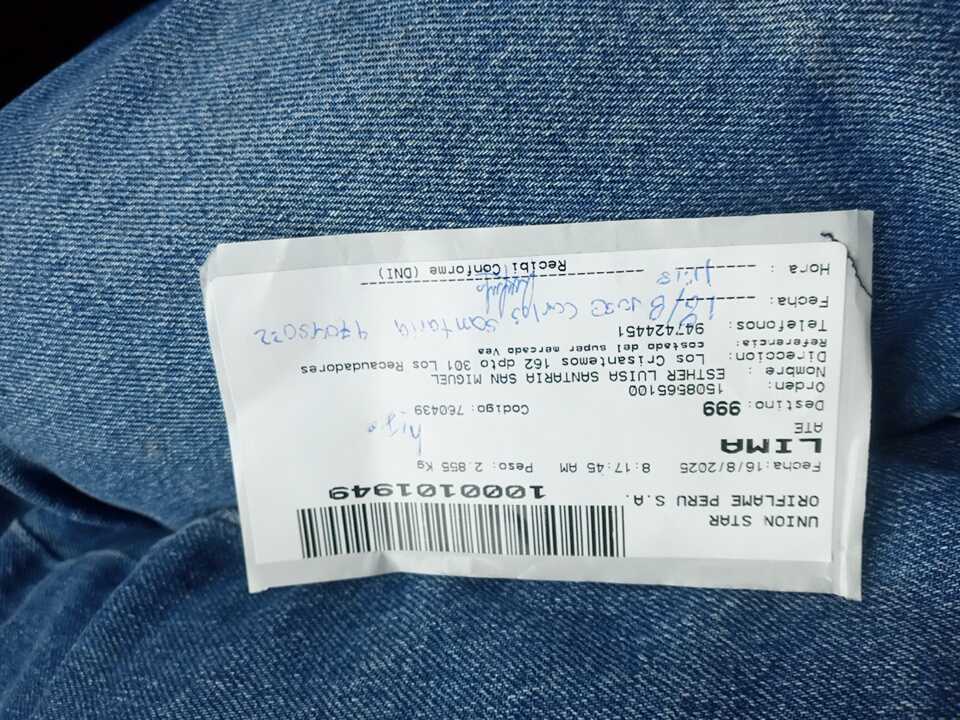 UNION STAR
ORIFLAME PERU S.A.
1000101949
Fecha:16/8/2025 8:17:45 AM Peso: 2.855 Kg
LIMA
ATE
Destino: 999 Codigo: 760439
Orden: 1508565100
Nombre : ESTHER LUISA SANTARIA SAN MIGUEL
Direccion: Los Crisantemos 162 dpto 301 Los Recaudadores
Referencia: costado del super mercado Vea
Telefonos: 947424451
Fecha: Jose Carlos Santaria
Hora :
Recibi Conforme (DNI)